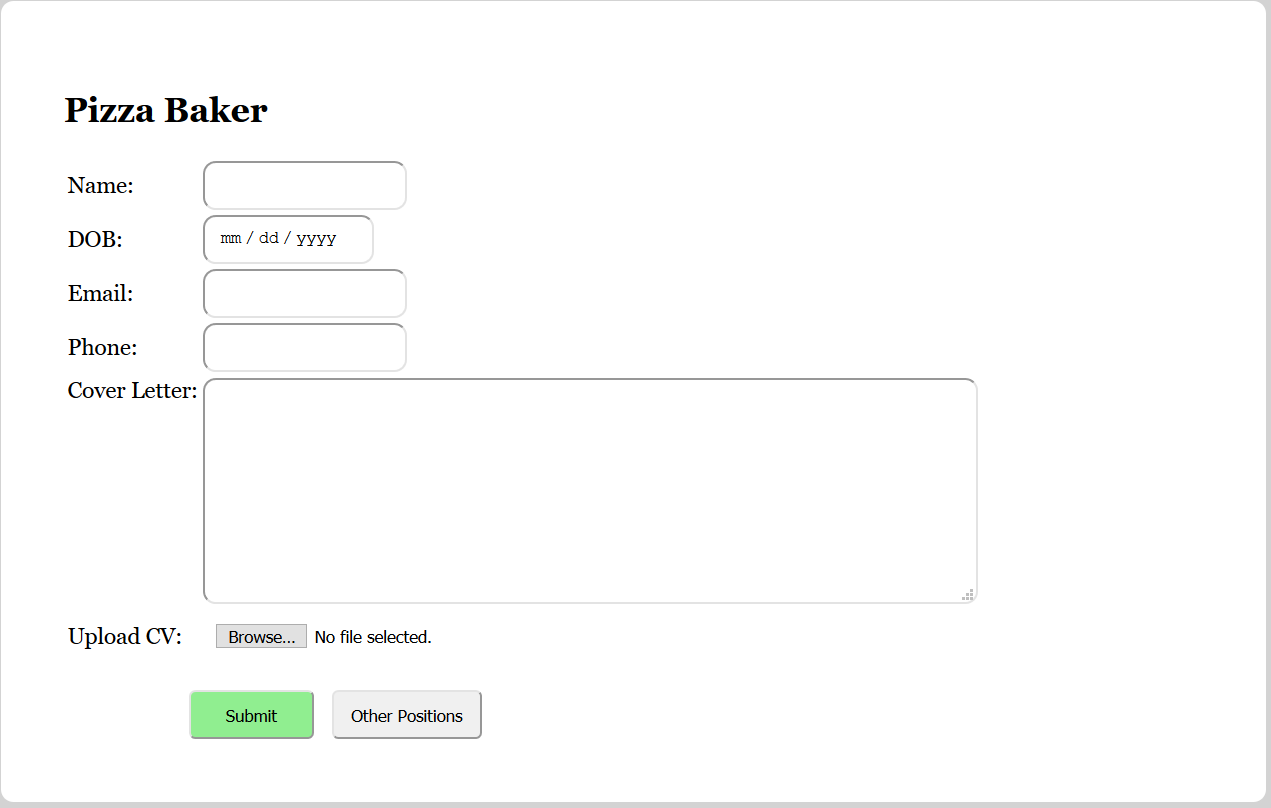 Pizza Baker
Name:
DOB: mm / dd / yyyy
Email:
Phone:
Cover Letter:
Upload CV: Browse... No file selected.
Submit Other Positions